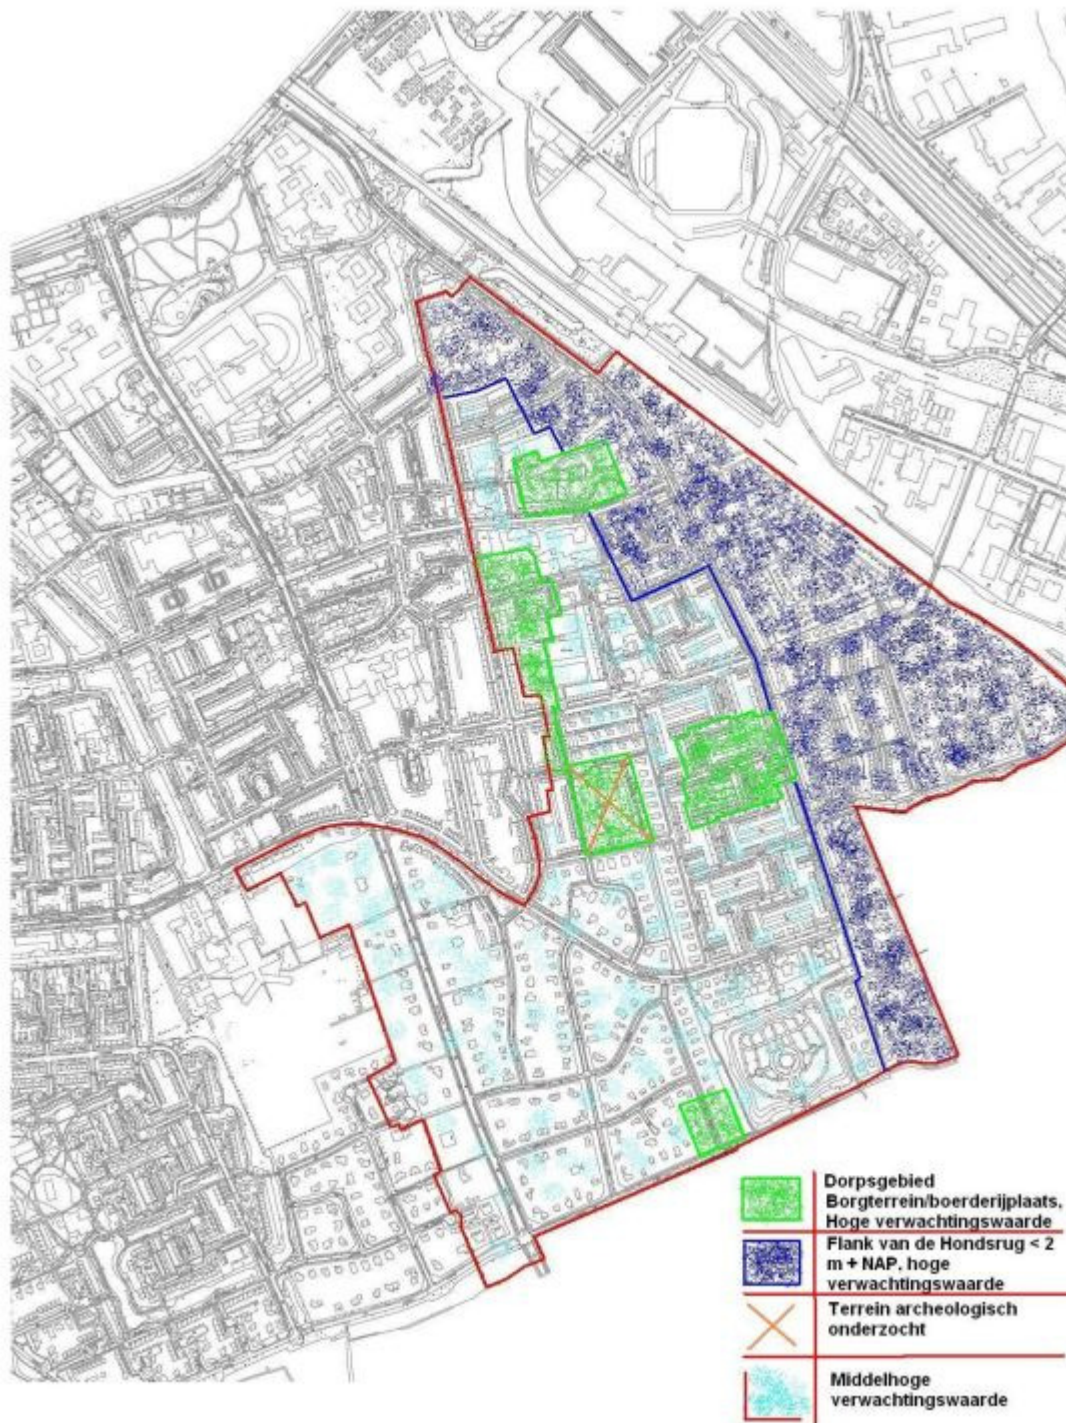 Dorpsgebied
Borgterrein/boerderijplaats.
Hoge verwachtingswaarde
Flank van de Hondsrug < 2
m + NAP. hoge
verwachtingswaarde
Terrein archeologisch
onderzocht
Middelhoge
verwachtingswaarde